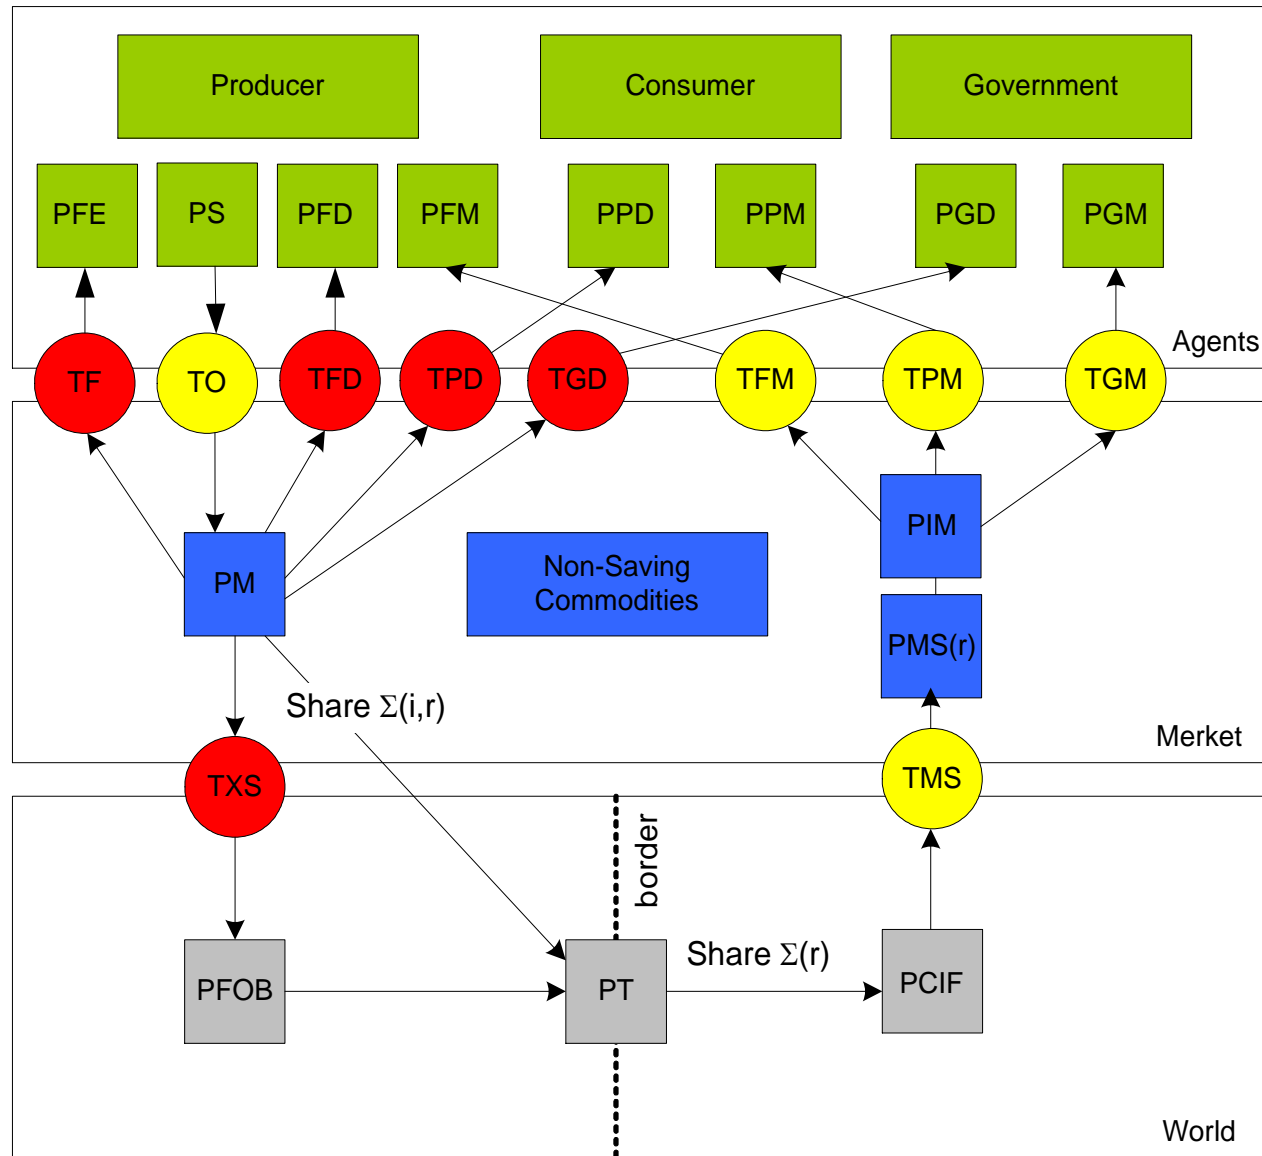 Producer
Consumer
Government
PFE
PS
PFD
PFM
PPD
PPM
PGD
PGM
Agents
TF
TO
TFD
TPD
TGD
TFM
TPM
TGM
PM
Non-Saving
Commodities
PIM
PMS(r)
Share Σ(i,r)
Merket
TXS
TMS
border
PFOB
PT
Share Σ(r)
PCIF
World